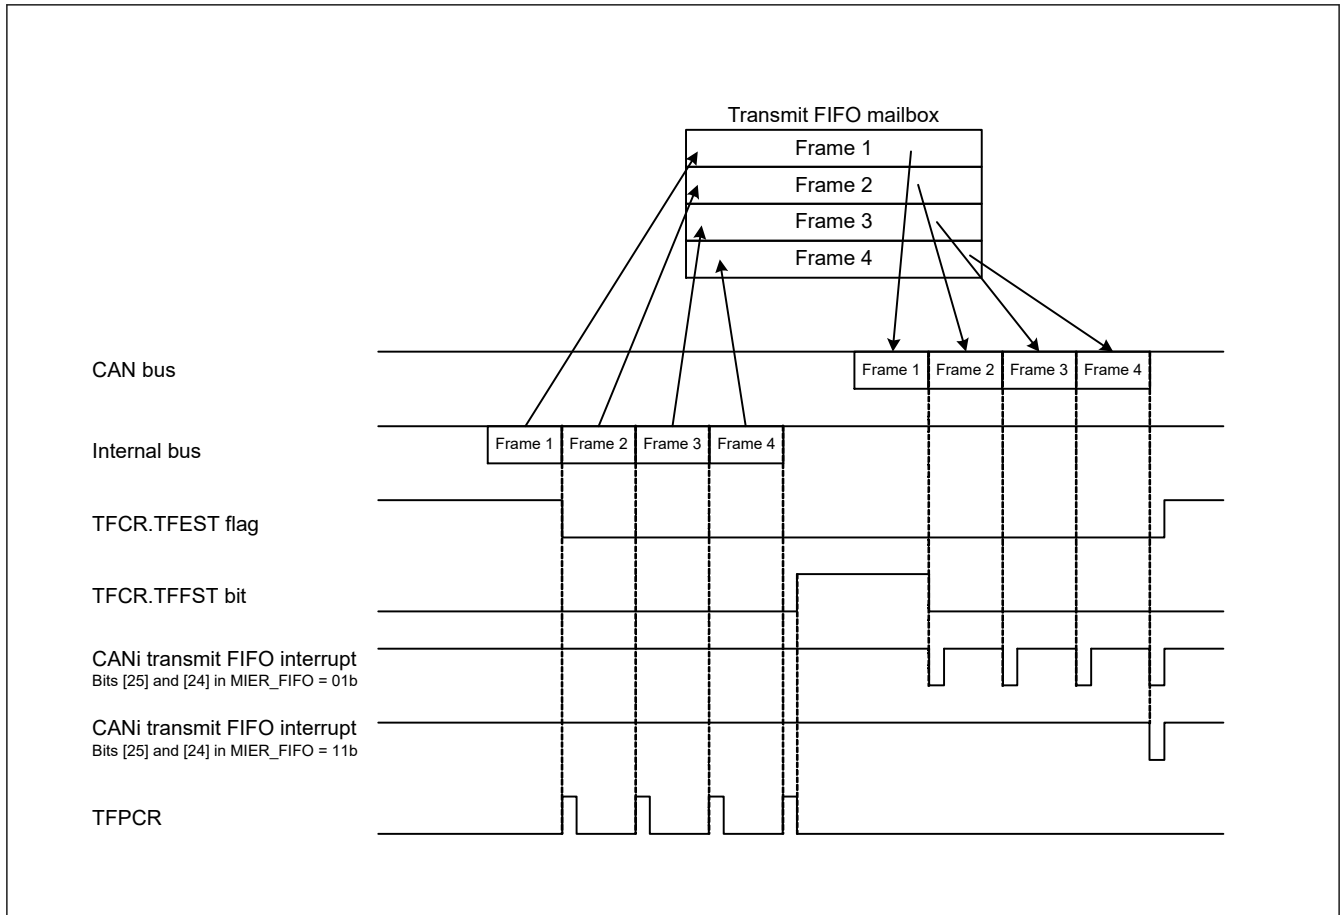 Transmit FIFO mailbox
Frame 1
Frame 2
Frame 3
Frame 4
CAN bus
Frame 1 Frame 2 Frame 3 Frame 4
Internal bus
Frame 1 Frame 2 Frame 3 Frame 4
TFCR.TFEST flag
TFCR.TFFST bit
CANi transmit FIFO interrupt
Bits [25] and [24] in MIER_FIFO = 01b
CANi transmit FIFO interrupt
Bits [25] and [24] in MIER_FIFO = 11b
TFPCR